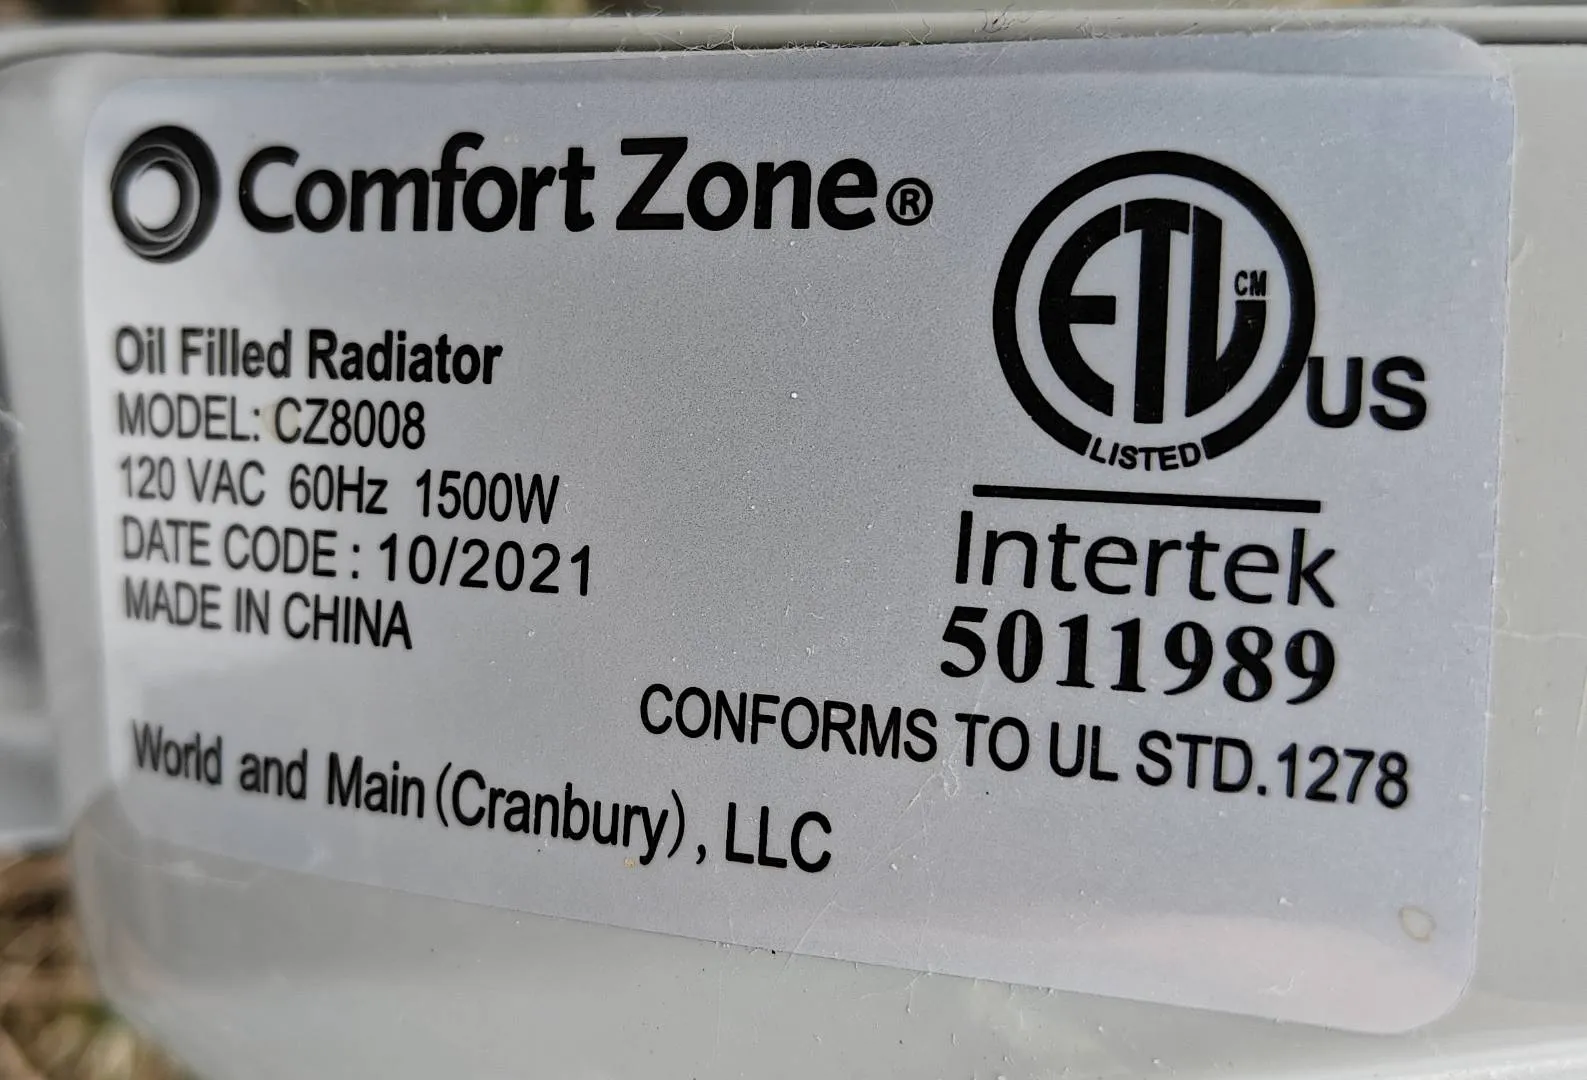 Comfort Zone®
Oil Filled Radiator
MODEL: CZ8008
120 VAC 60Hz 1500W
DATE CODE : 10/2021
MADE IN CHINA
ETL CM
LISTED
US
Intertek
5011989
CONFORMS TO UL STD.1278
World and Main (Cranbury), LLC